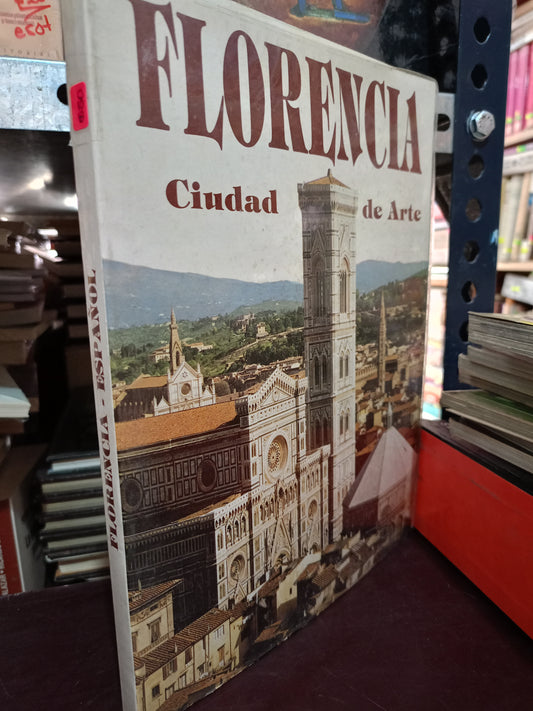 FLORENCIA
Ciudad de Arte
FLORENCIA - ESPAÑOL